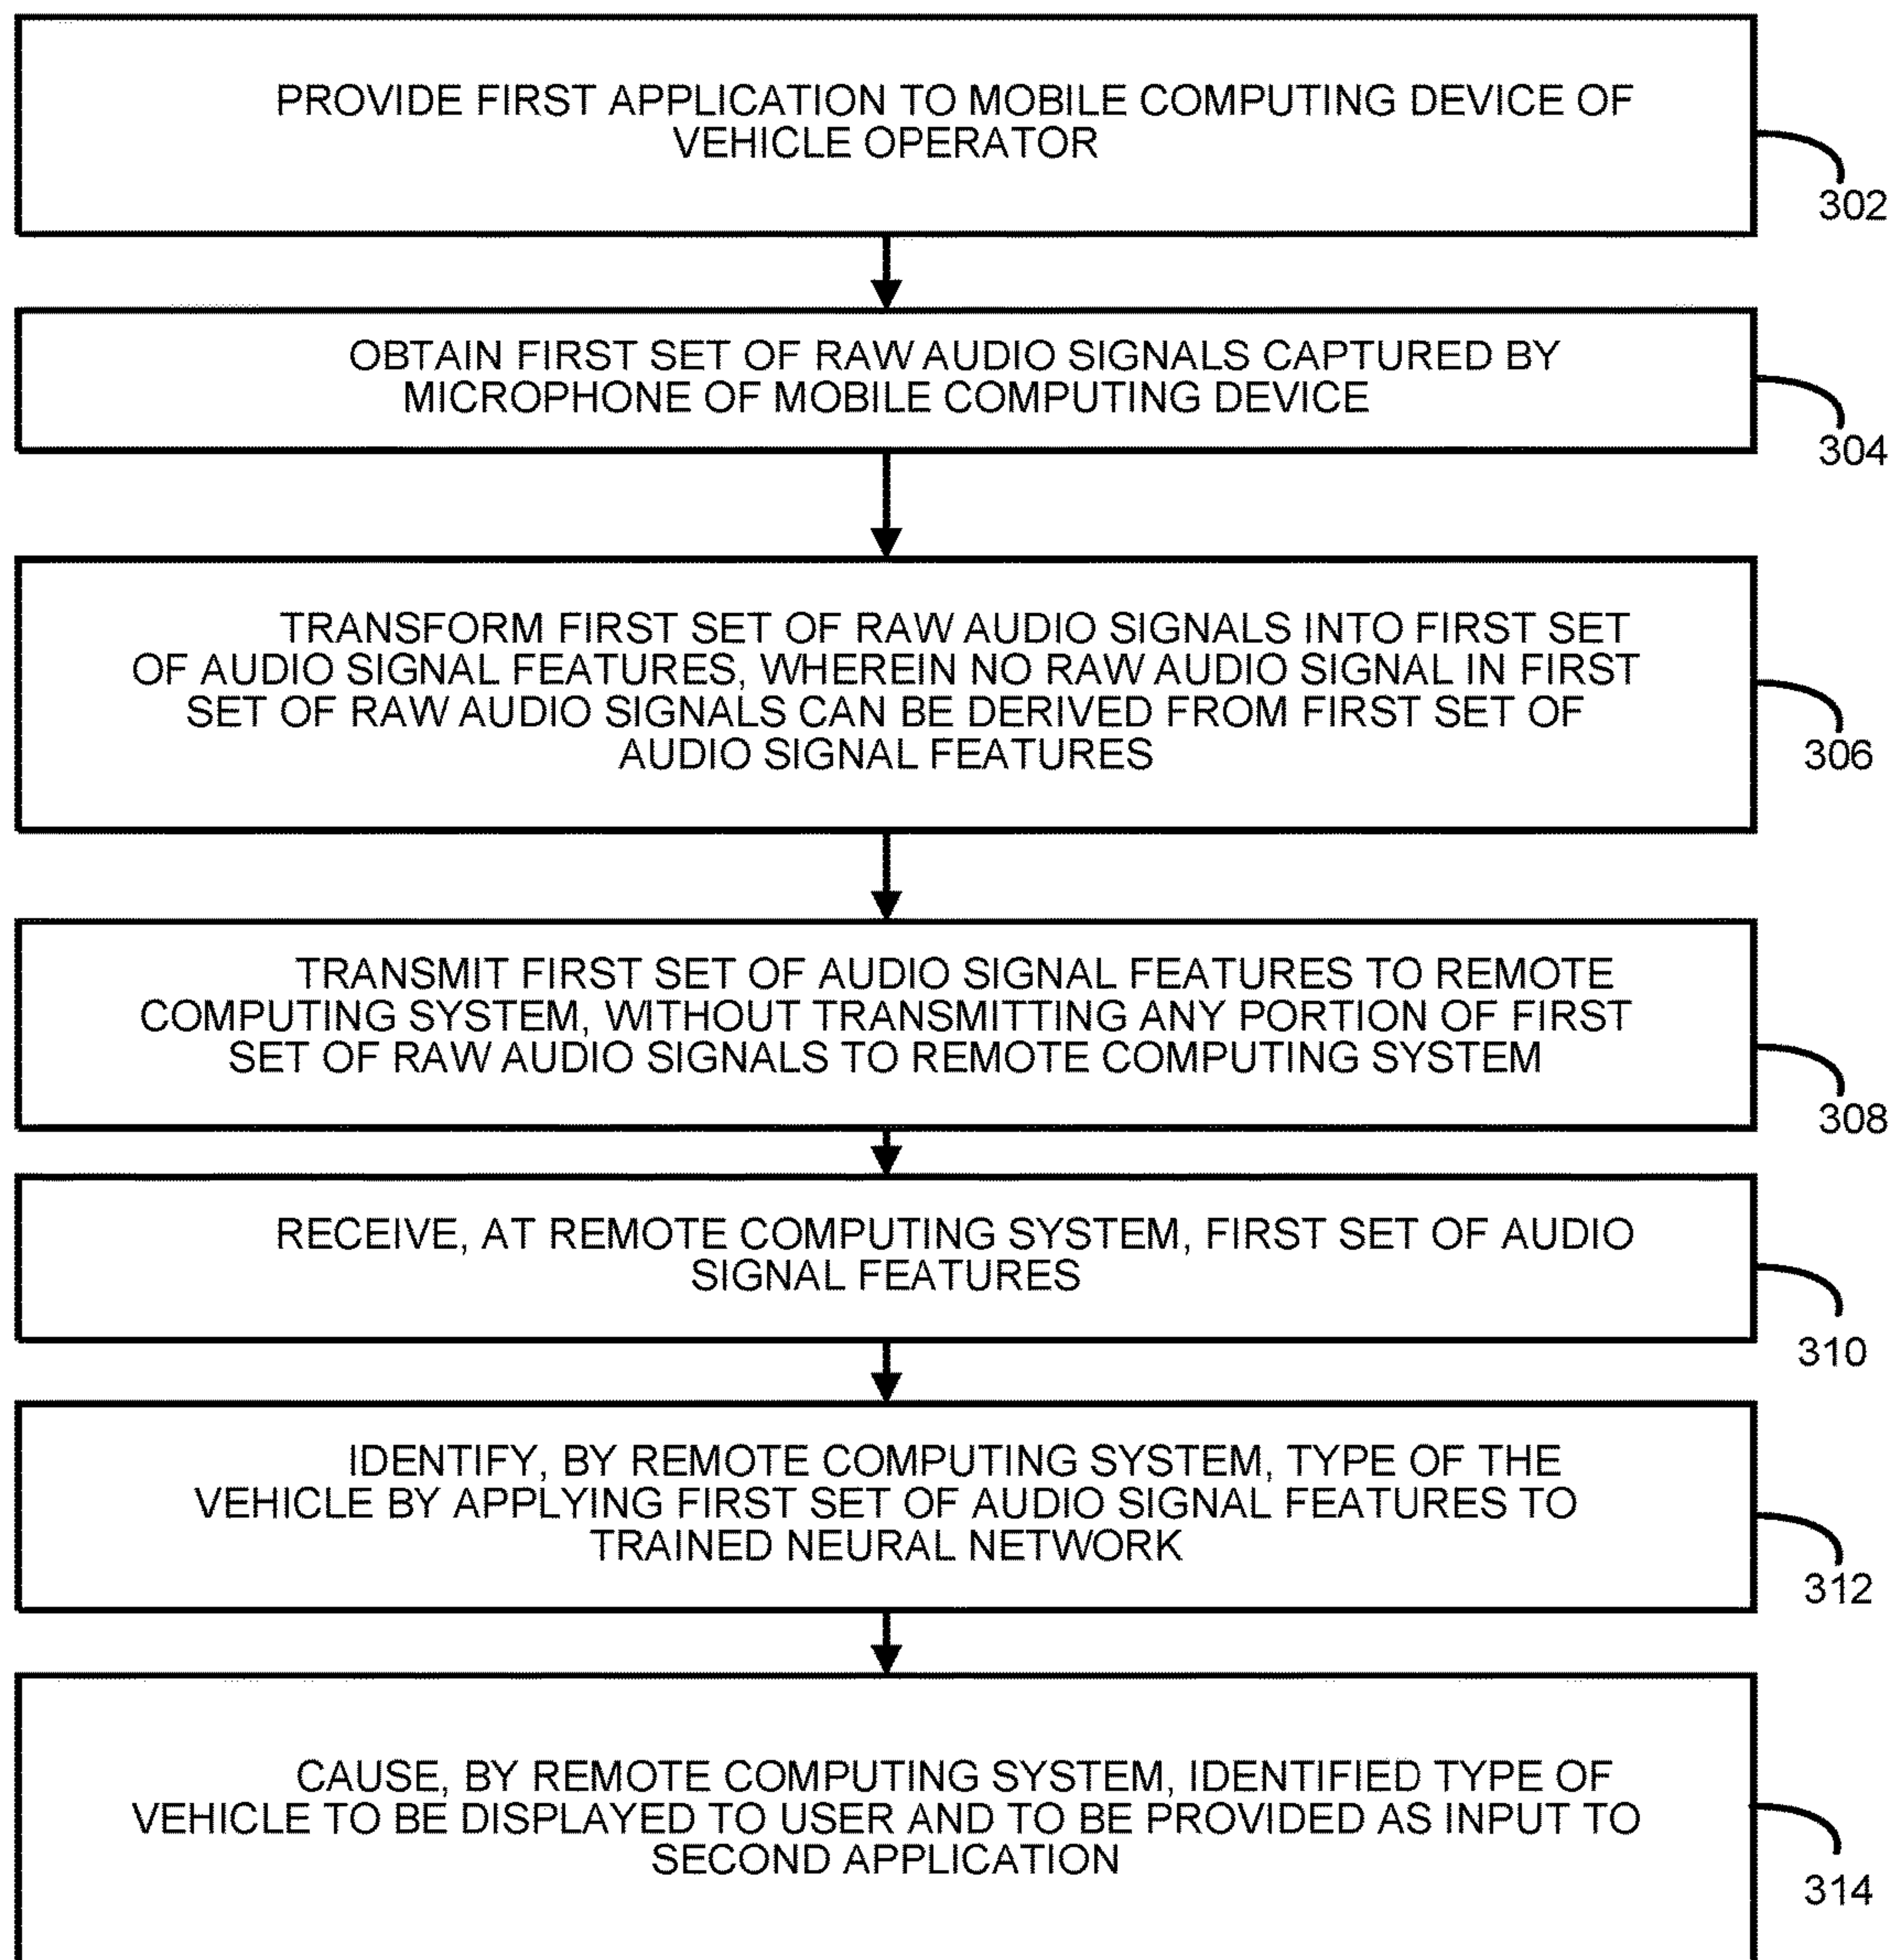 PROVIDE FIRST APPLICATION TO MOBILE COMPUTING DEVICE OF
VEHICLE OPERATOR
302
OBTAIN FIRST SET OF RAW AUDIO SIGNALS CAPTURED BY
MICROPHONE OF MOBILE COMPUTING DEVICE
304
TRANSFORM FIRST SET OF RAW AUDIO SIGNALS INTO FIRST SET
OF AUDIO SIGNAL FEATURES, WHEREIN NO RAW AUDIO SIGNAL IN FIRST
SET OF RAW AUDIO SIGNALS CAN BE DERIVED FROM FIRST SET OF
AUDIO SIGNAL FEATURES
306
TRANSMIT FIRST SET OF AUDIO SIGNAL FEATURES TO REMOTE
COMPUTING SYSTEM, WITHOUT TRANSMITTING ANY PORTION OF FIRST
SET OF RAW AUDIO SIGNALS TO REMOTE COMPUTING SYSTEM
308
RECEIVE, AT REMOTE COMPUTING SYSTEM, FIRST SET OF AUDIO
SIGNAL FEATURES
310
IDENTIFY, BY REMOTE COMPUTING SYSTEM, TYPE OF THE
VEHICLE BY APPLYING FIRST SET OF AUDIO SIGNAL FEATURES TO
TRAINED NEURAL NETWORK
312
CAUSE, BY REMOTE COMPUTING SYSTEM, IDENTIFIED TYPE OF
VEHICLE TO BE DISPLAYED TO USER AND TO BE PROVIDED AS INPUT TO
SECOND APPLICATION
314